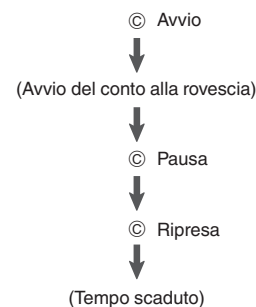 Ⓒ Avvio
(Avvio del conto alla rovescia)
Ⓒ Pausa
Ⓒ Ripresa
(Tempo scaduto)